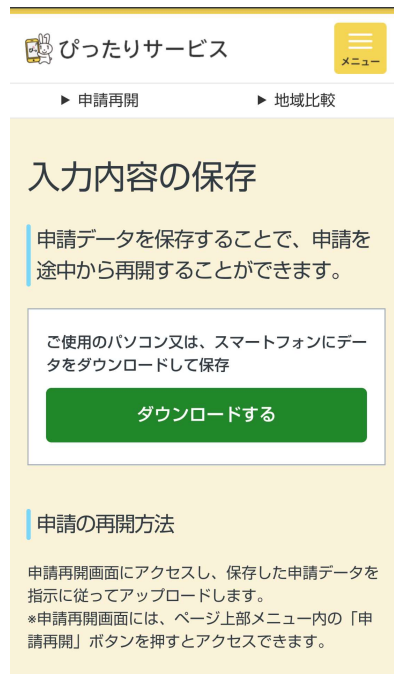 ぴったりサービス
メニュー
▶ 申請再開
▶ 地域比較
入力内容の保存
申請データを保存することで、申請を
途中から再開することができます。
ご使用のパソコン又は、スマートフォンにデー
タをダウンロードして保存
ダウンロードする
申請の再開方法
申請再開画面にアクセスし、保存した申請データを
指示に従ってアップロードします。
*申請再開画面には、ページ上部メニュー内の「申
請再開」ボタンを押すとアクセスできます。